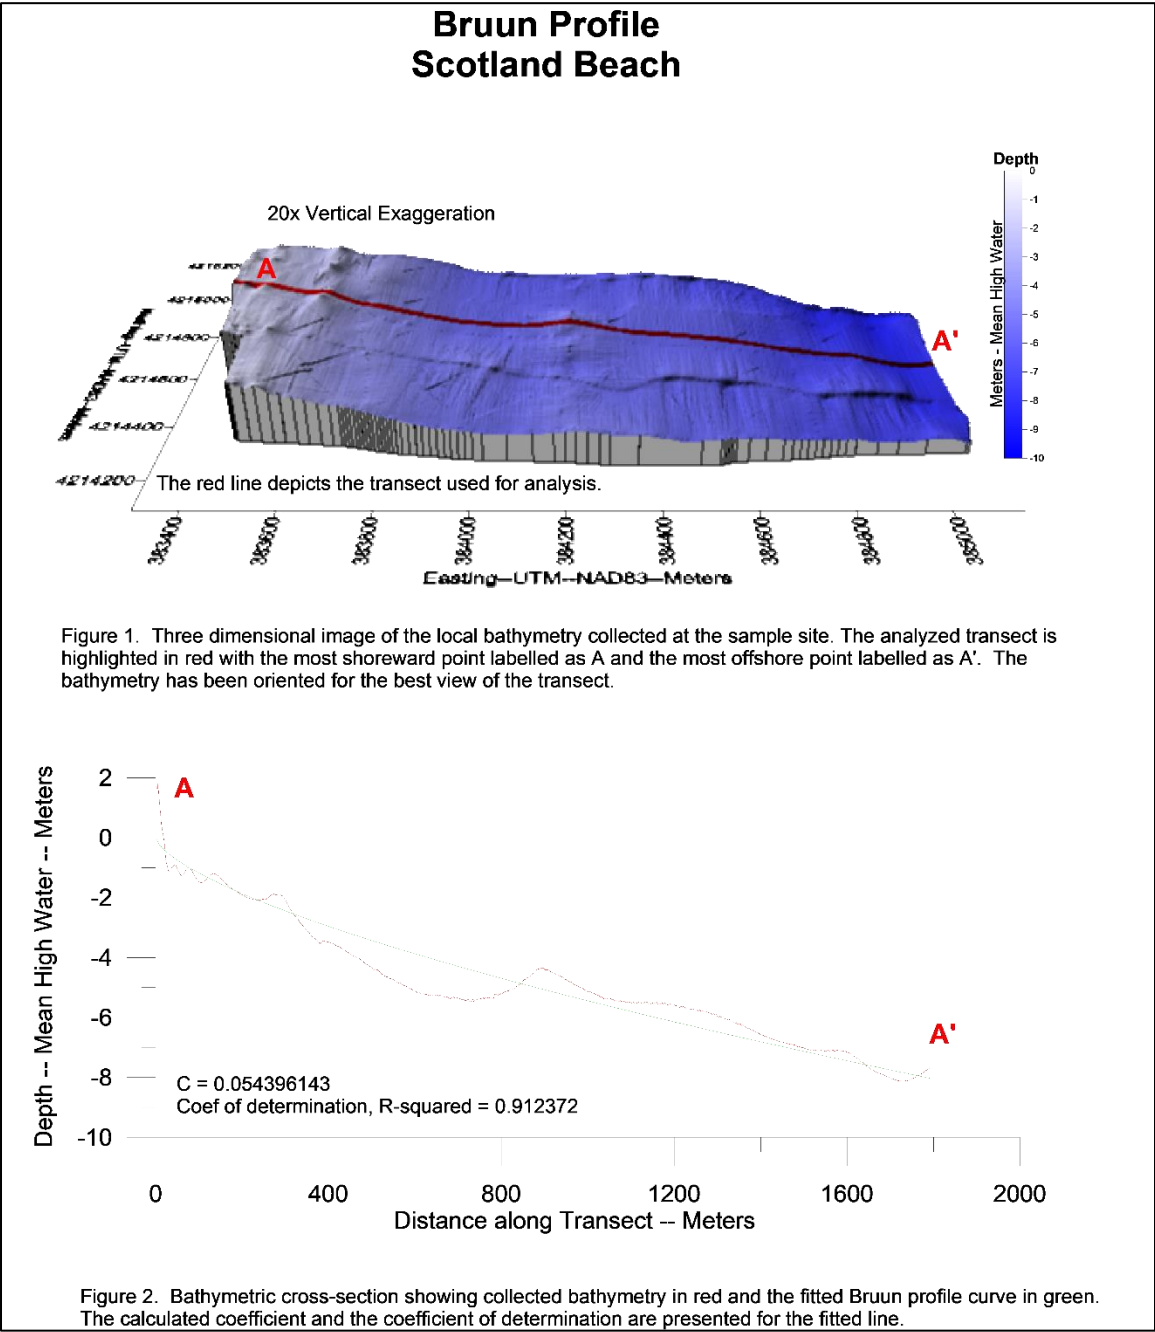 Bruun Profile
Scotland Beach
Depth
0
-1
-2
-3
-4
-5
-6
-7
-8
-9
-10
Meters - Mean High Water
20x Vertical Exaggeration
A
A'
4215000
4214800
4214600
4214400
4214200
The red line depicts the transect used for analysis.
383400
383600
383800
384000
384200
384400
384600
384800
385000
Easting--UTM--NAD83--Meters
Figure 1.  Three dimensional image of the local bathymetry collected at the sample site. The analyzed transect is
highlighted in red with the most shoreward point labelled as A and the most offshore point labelled as A'.  The
bathymetry has been oriented for the best view of the transect.
Depth -- Mean High Water -- Meters
2
0
-2
-4
-6
-8
-10
A
A'
C = 0.054396143
Coef of determination, R-squared = 0.912372
0
400
800
1200
1600
2000
Distance along Transect -- Meters
Figure 2.  Bathymetric cross-section showing collected bathymetry in red and the fitted Bruun profile curve in green.
The calculated coefficient and the coefficient of determination are presented for the fitted line.